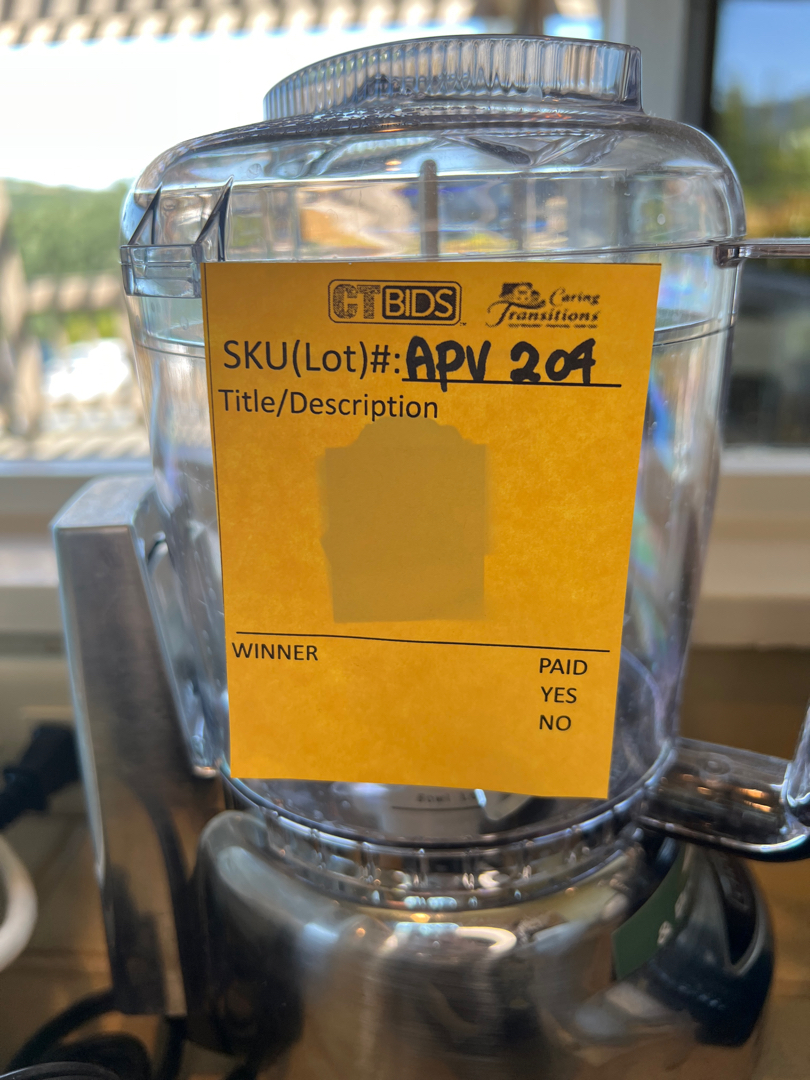 CTBIDS
Caring
Transitions
SKU(Lot)#: APV 204
Title/Description
WINNER
PAID
YES
NO